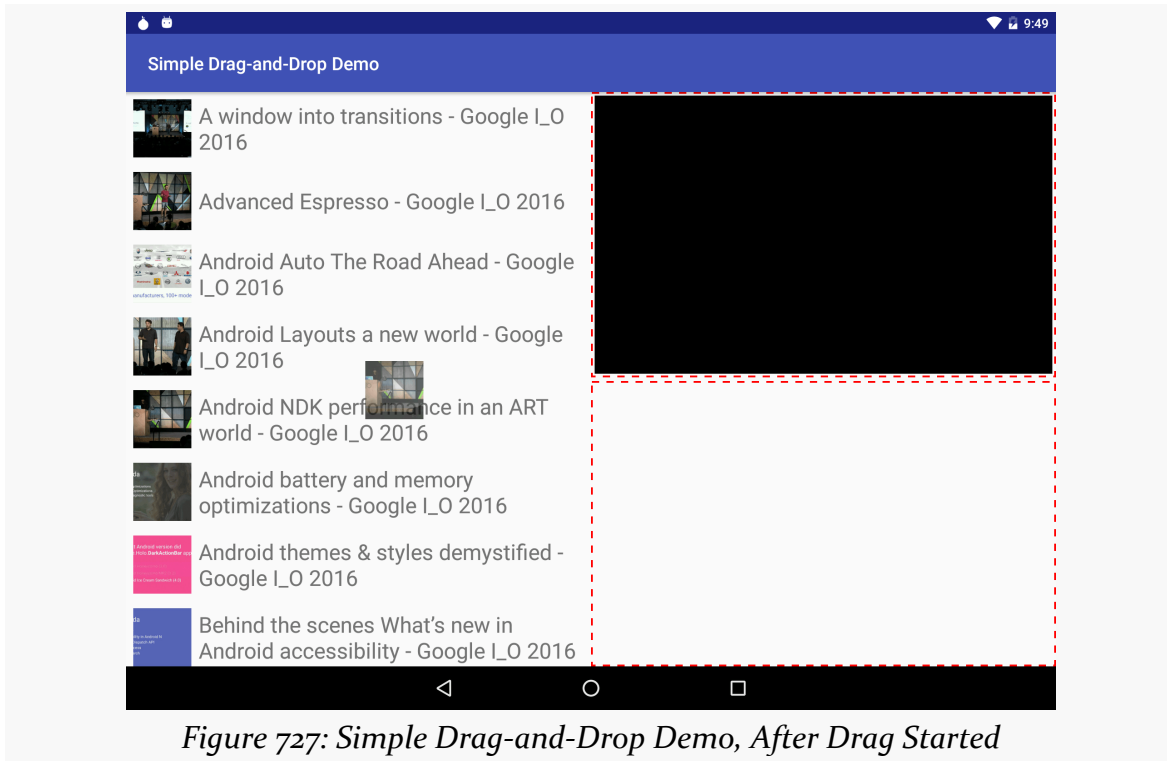 9:49
Simple Drag-and-Drop Demo
A window into transitions - Google I_O
2016
Advanced Espresso - Google I_O 2016
Android Auto The Road Ahead - Google
I_O 2016
anufacturers, 100+ mode
Android Layouts a new world - Google
I_O 2016
Android NDK performance in an ART
world - Google I_O 2016
Android battery and memory
optimizations - Google I_O 2016
Android themes & styles demystified -
Google I_O 2016
Behind the scenes What's new in
Android accessibility - Google I_O 2016
Figure 727: Simple Drag-and-Drop Demo, After Drag Started